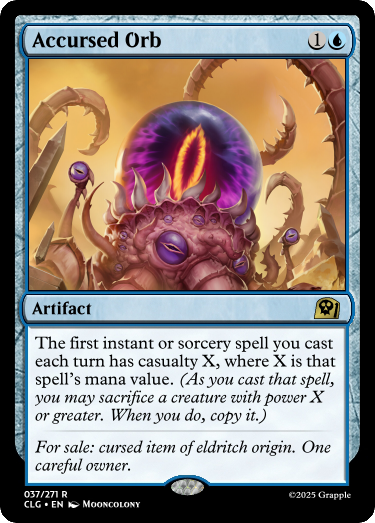 Accursed Orb 1
Artifact
The first instant or sorcery spell you cast
each turn has casualty X, where X is that
spell's mana value. (As you cast that spell,
you may sacrifice a creature with power X
or greater. When you do, copy it.)
For sale: cursed item of eldritch origin. One
careful owner.
037/271 R
CLG • EN Mooncolony
©2025 Grapple